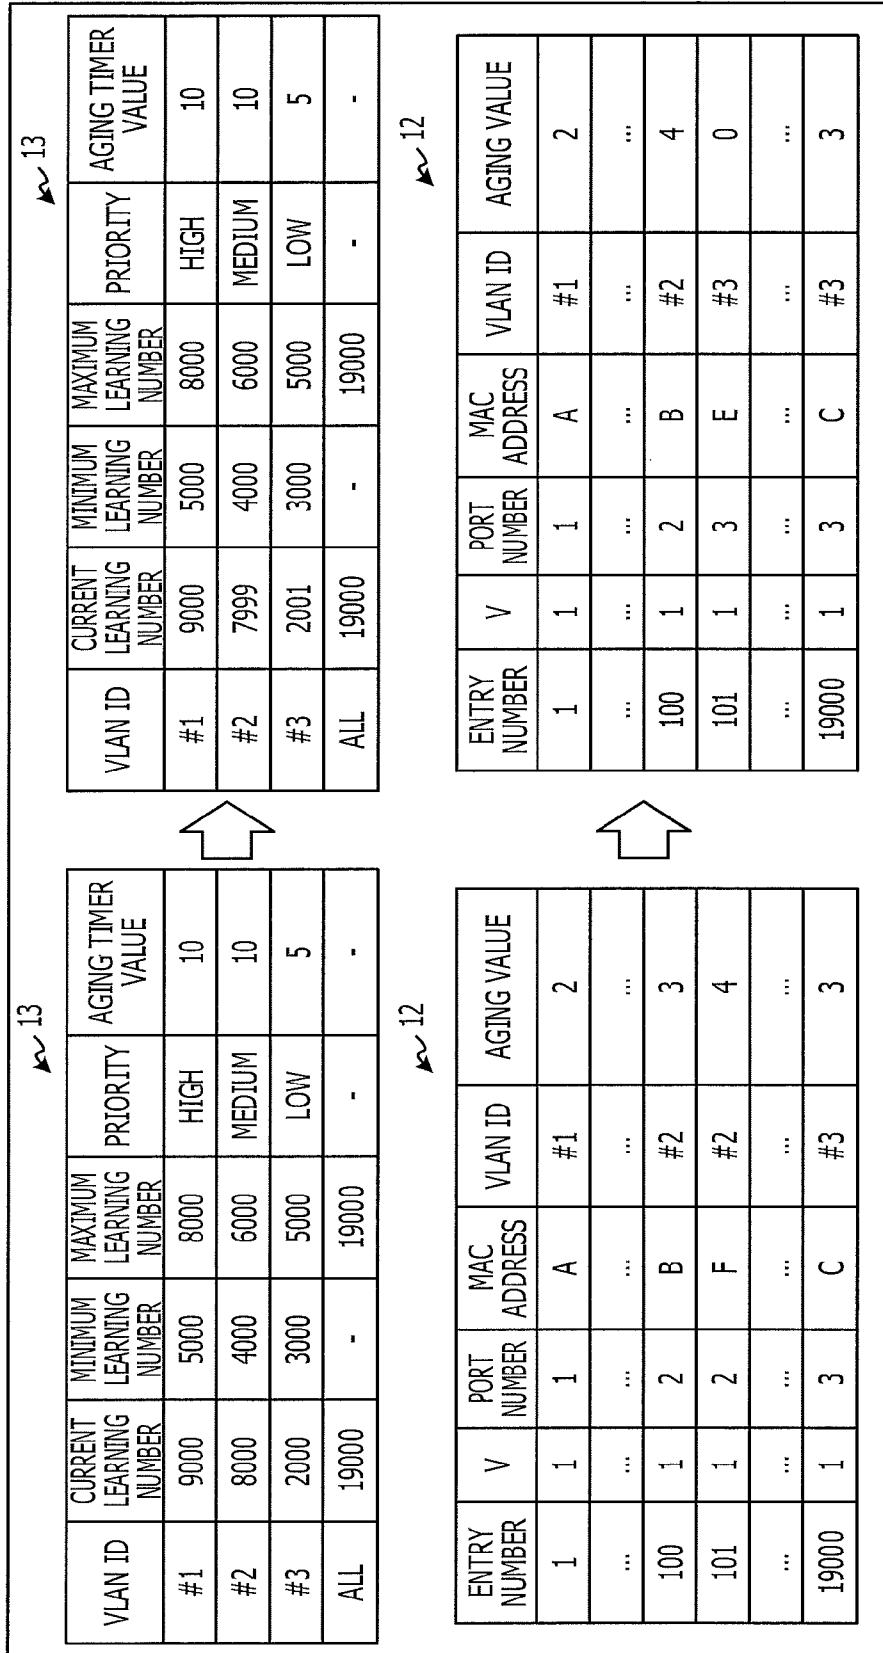 13
VLAN ID CURRENT LEARNING NUMBER MINIMUM LEARNING NUMBER MAXIMUM LEARNING NUMBER PRIORITY AGING TIMER VALUE
#1 9000 5000 8000 HIGH 10
#2 8000 4000 6000 MEDIUM 10
#3 2000 3000 5000 LOW 5
ALL 19000 - 19000 - -
13
VLAN ID CURRENT LEARNING NUMBER MINIMUM LEARNING NUMBER MAXIMUM LEARNING NUMBER PRIORITY AGING TIMER VALUE
#1 9000 5000 8000 HIGH 10
#2 7999 4000 6000 MEDIUM 10
#3 2001 3000 5000 LOW 5
ALL 19000 - 19000 - -
12
ENTRY NUMBER V PORT NUMBER MAC ADDRESS VLAN ID AGING VALUE
1 1 1 A #1 2
... ... ... ... ... ...
100 1 2 B #2 3
101 1 2 F #2 4
... ... ... ... ... ...
19000 1 3 C #3 3
12
ENTRY NUMBER V PORT NUMBER MAC ADDRESS VLAN ID AGING VALUE
1 1 1 A #1 2
... ... ... ... ... ...
100 1 2 B #2 4
101 1 3 E #3 0
... ... ... ... ... ...
19000 1 3 C #3 3